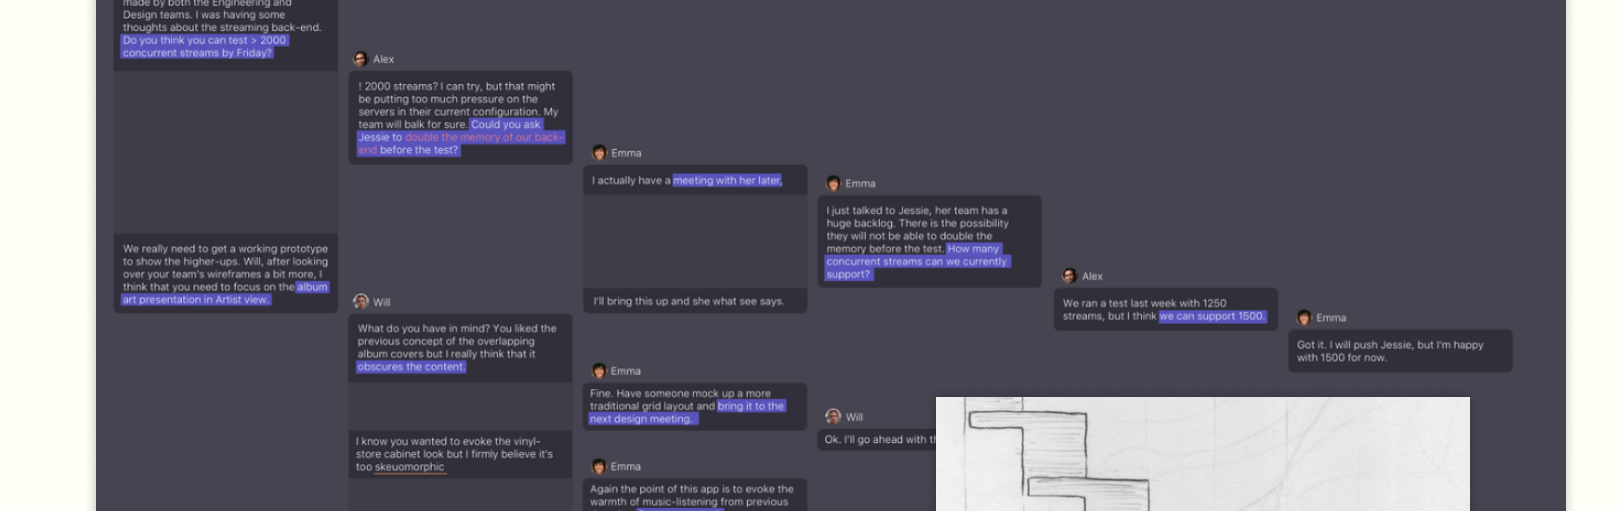 made by both the Engineering and
Design teams. I was having some
thoughts about the streaming back-end.
Do you think you can test > 2000
concurrent streams by Friday?
We really need to get a working prototype
to show the higher-ups. Will, after looking
over your team's wireframes a bit more, I
think that you need to focus on the album
art presentation in Artist view.
Alex
! 2000 streams? I can try, but that might
be putting too much pressure on the
servers in their current configuration. My
team will balk for sure. Could you ask
Jessie to double the memory of our back-
end before the test?
Will
What do you have in mind? You liked the
previous concept of the overlapping
album covers but I really think that it
obscures the content.
I know you wanted to evoke the vinyl-
store cabinet look but I firmly believe it's
too skeuomorphic
Emma
I actually have a meeting with her later,
I'll bring this up and she what see says.
Emma
Fine. Have someone mock up a more
traditional grid layout and bring it to the
next design meeting.
Emma
Again the point of this app is to evoke the
warmth of music-listening from previous
Emma
I just talked to Jessie, her team has a
huge backlog. There is the possibility
they will not be able to double the
memory before the test. How many
concurrent streams can we currently
support?
Will
Ok. I'll go ahead with
Alex
We ran a test last week with 1250
streams, but I think we can support 1500.
Emma
Got it. I will push Jessie, but I'm happy
with 1500 for now.